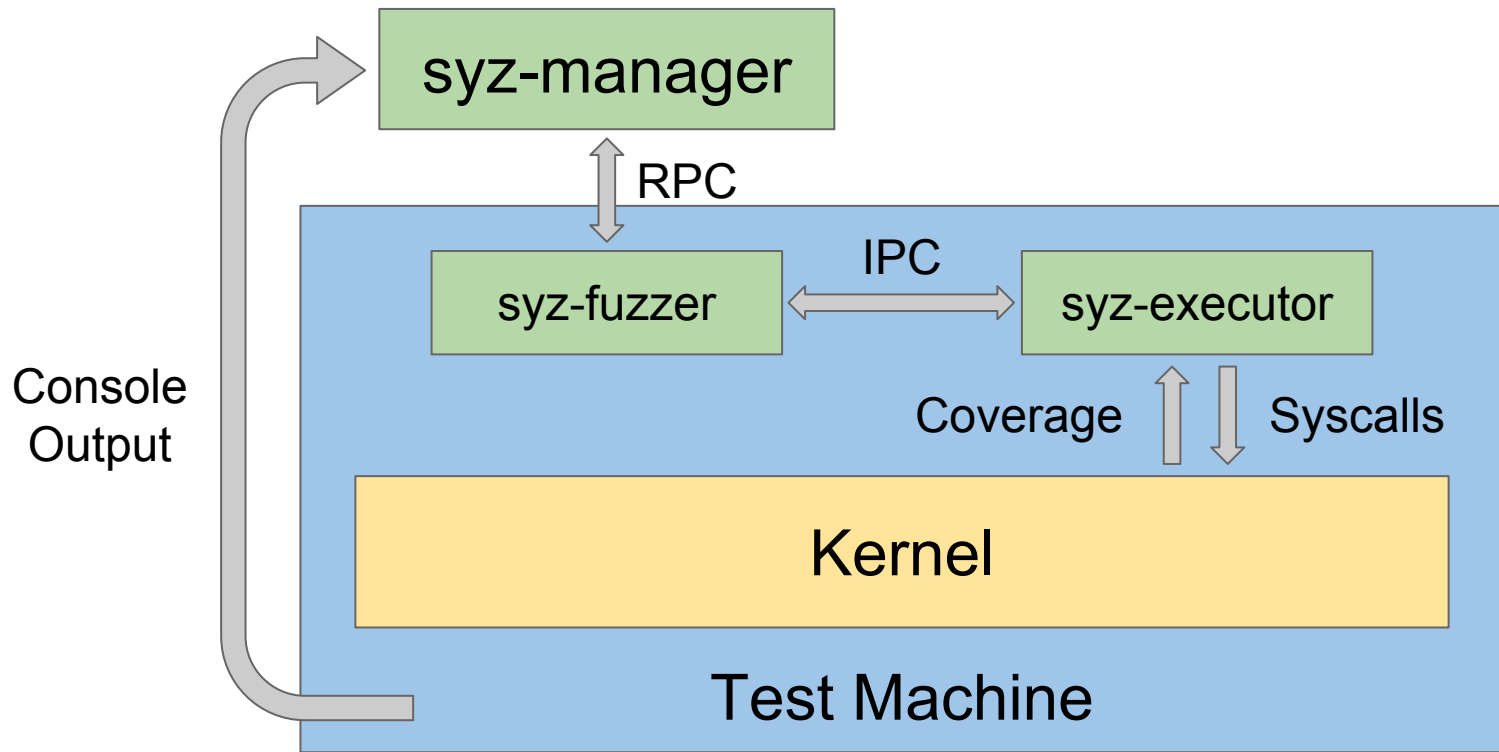 syz-manager
RPC
IPC
syz-fuzzer
syz-executor
Console
Output
Coverage
Syscalls
Kernel
Test Machine